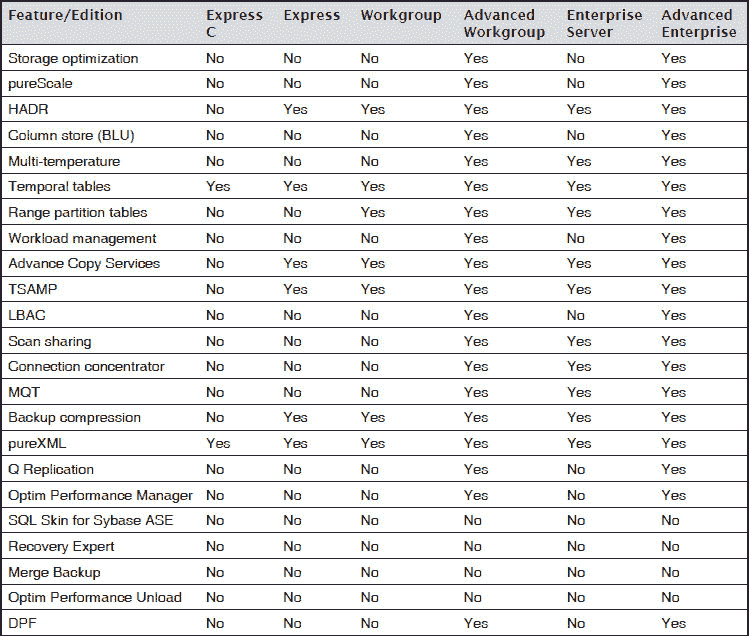 Feature/Edition Express C Express Workgroup Advanced Workgroup Enterprise Server Advanced Enterprise
Storage optimization No No No Yes No Yes
pureScale No No No Yes No Yes
HADR No Yes Yes Yes Yes Yes
Column store (BLU) No No No Yes No Yes
Multi-temperature No No No Yes Yes Yes
Temporal tables Yes Yes Yes Yes Yes Yes
Range partition tables No No Yes Yes Yes Yes
Workload management No No No Yes No Yes
Advance Copy Services No Yes Yes Yes Yes Yes
TSAMP No Yes Yes Yes Yes Yes
LBAC No No No Yes No Yes
Scan sharing No No No Yes Yes Yes
Connection concentrator No No No Yes Yes Yes
MQT No No No Yes Yes Yes
Backup compression No Yes Yes Yes Yes Yes
pureXML Yes Yes Yes Yes Yes Yes
Q Replication No No No Yes No Yes
Optim Performance Manager No No No Yes No Yes
SQL Skin for Sybase ASE No No No No No No
Recovery Expert No No No No No No
Merge Backup No No No No No No
Optim Performance Unload No No No No No No
DPF No No No Yes No Yes